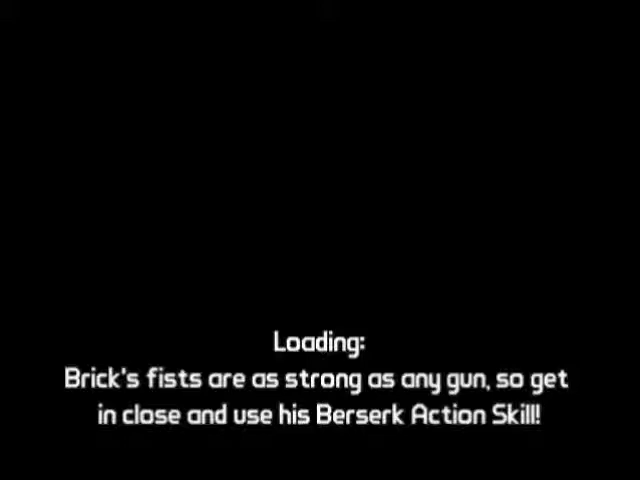 Loading:
Brick's fists are as strong as any gun, so get
in close and use his Berserk Action Skill!